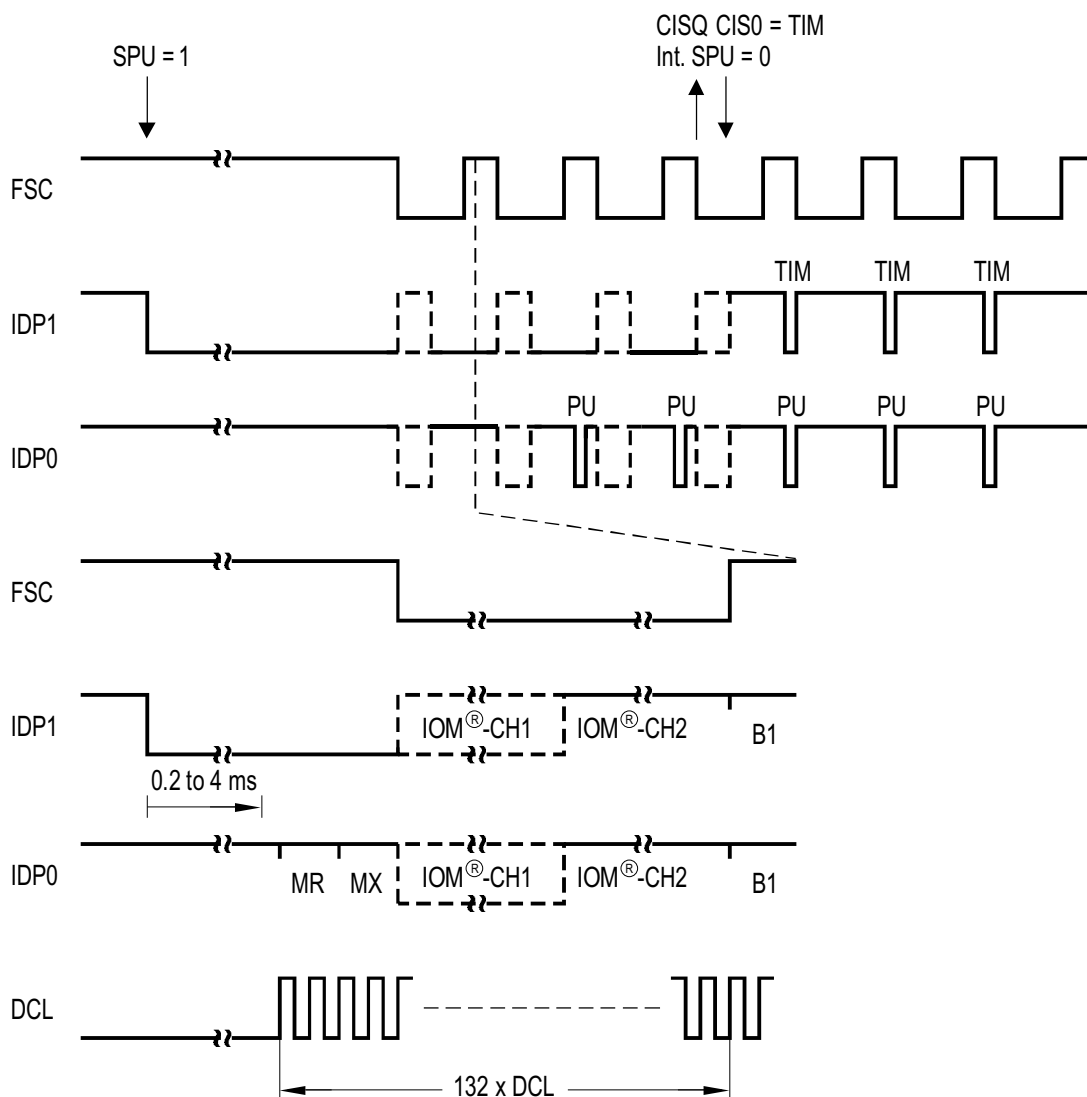 SPU = 1
CISQ CIS0 = TIM
Int. SPU = 0
FSC
TIM TIM TIM
IDP1
PU PU PU PU PU
IDP0
FSC
IDP1
IOM®-CH1 IOM®-CH2 B1
0.2 to 4 ms
IDP0
MR MX IOM®-CH1 IOM®-CH2 B1
DCL
132 x DCL